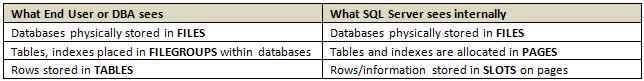 What End User or DBA sees What SQL Server sees internally
Databases physically stored in FILES Databases physically stored in FILES
Tables, indexes placed in FILEGROUPS within databases Tables and indexes are allocated in PAGES
Rows stored in TABLES Rows/information stored in SLOTS on pages